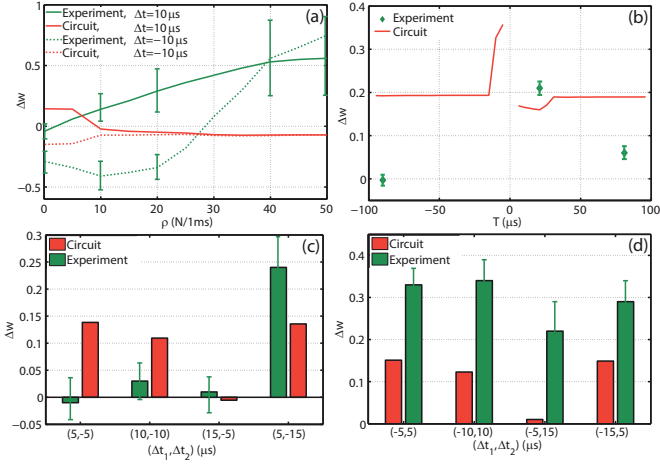 (a)
Experiment, Δt=10 μs
Circuit, Δt=10 μs
Experiment, Δt=−10 μs
Circuit, Δt=−10 μs
1
0.5
0
−0.5
Δw
0 10 20 30 40 50
ρ (N/1ms)
(b)
Experiment
Circuit
0.4
0.3
0.2
0.1
0
Δw
−100 −50 0 50 100
T (μs)
(c)
Circuit
Experiment
0.3
0.25
0.2
0.15
0.1
0.05
0
−0.05
Δw
(5,-5) (10,-10) (15,-5) (5,-15)
(Δt₁,Δt₂) (μs)
(d)
Circuit
Experiment
0.4
0.3
0.2
0.1
0
Δw
(-5,5) (-10,10) (-5,15) (-15,5)
(Δt₁,Δt₂) (μs)